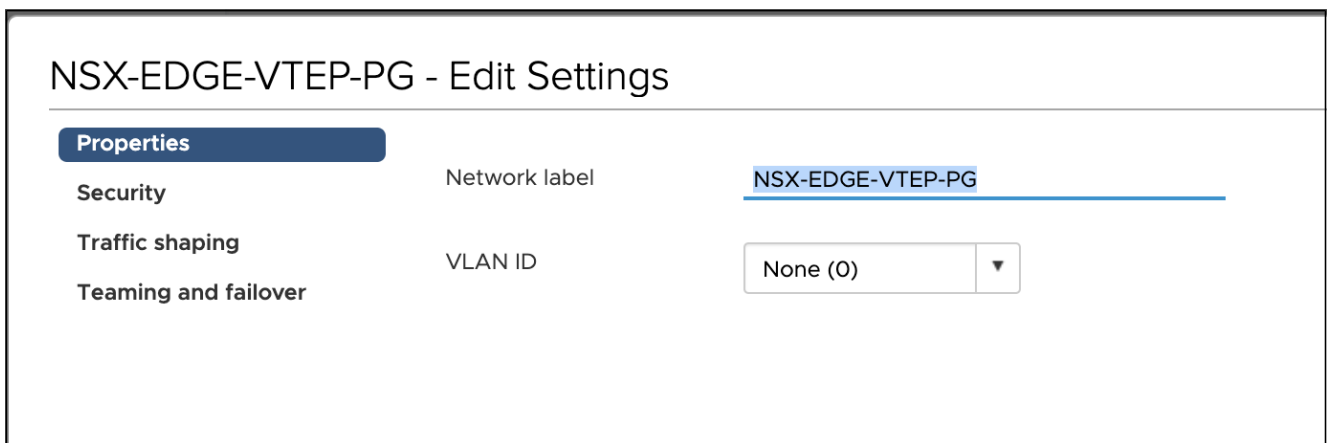 NSX-EDGE-VTEP-PG - Edit Settings
Properties
Security
Traffic shaping
Teaming and failover
Network label
NSX-EDGE-VTEP-PG
VLAN ID
None (0)